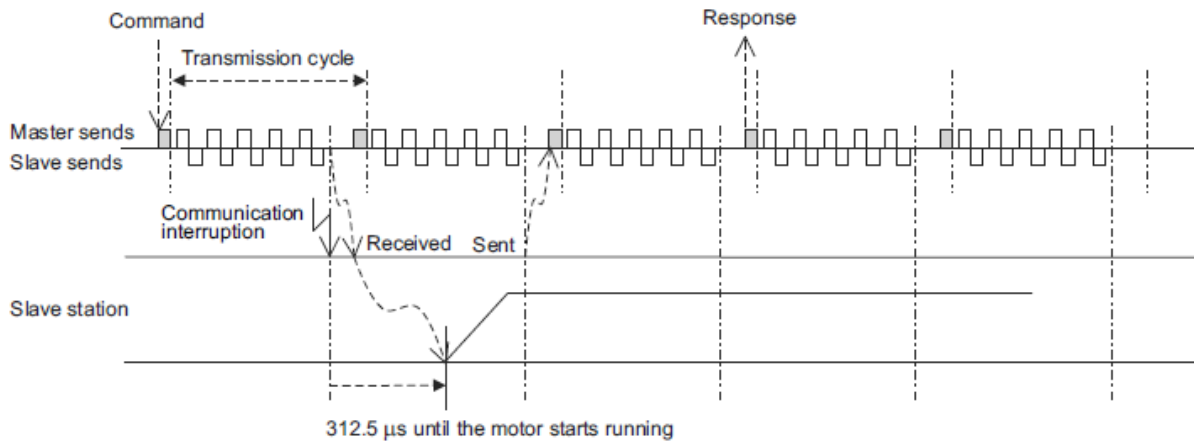 Command
Response
Transmission cycle
Master sends
Slave sends
Communication
interruption
Received
Sent
Slave station
312.5 μs until the motor starts running